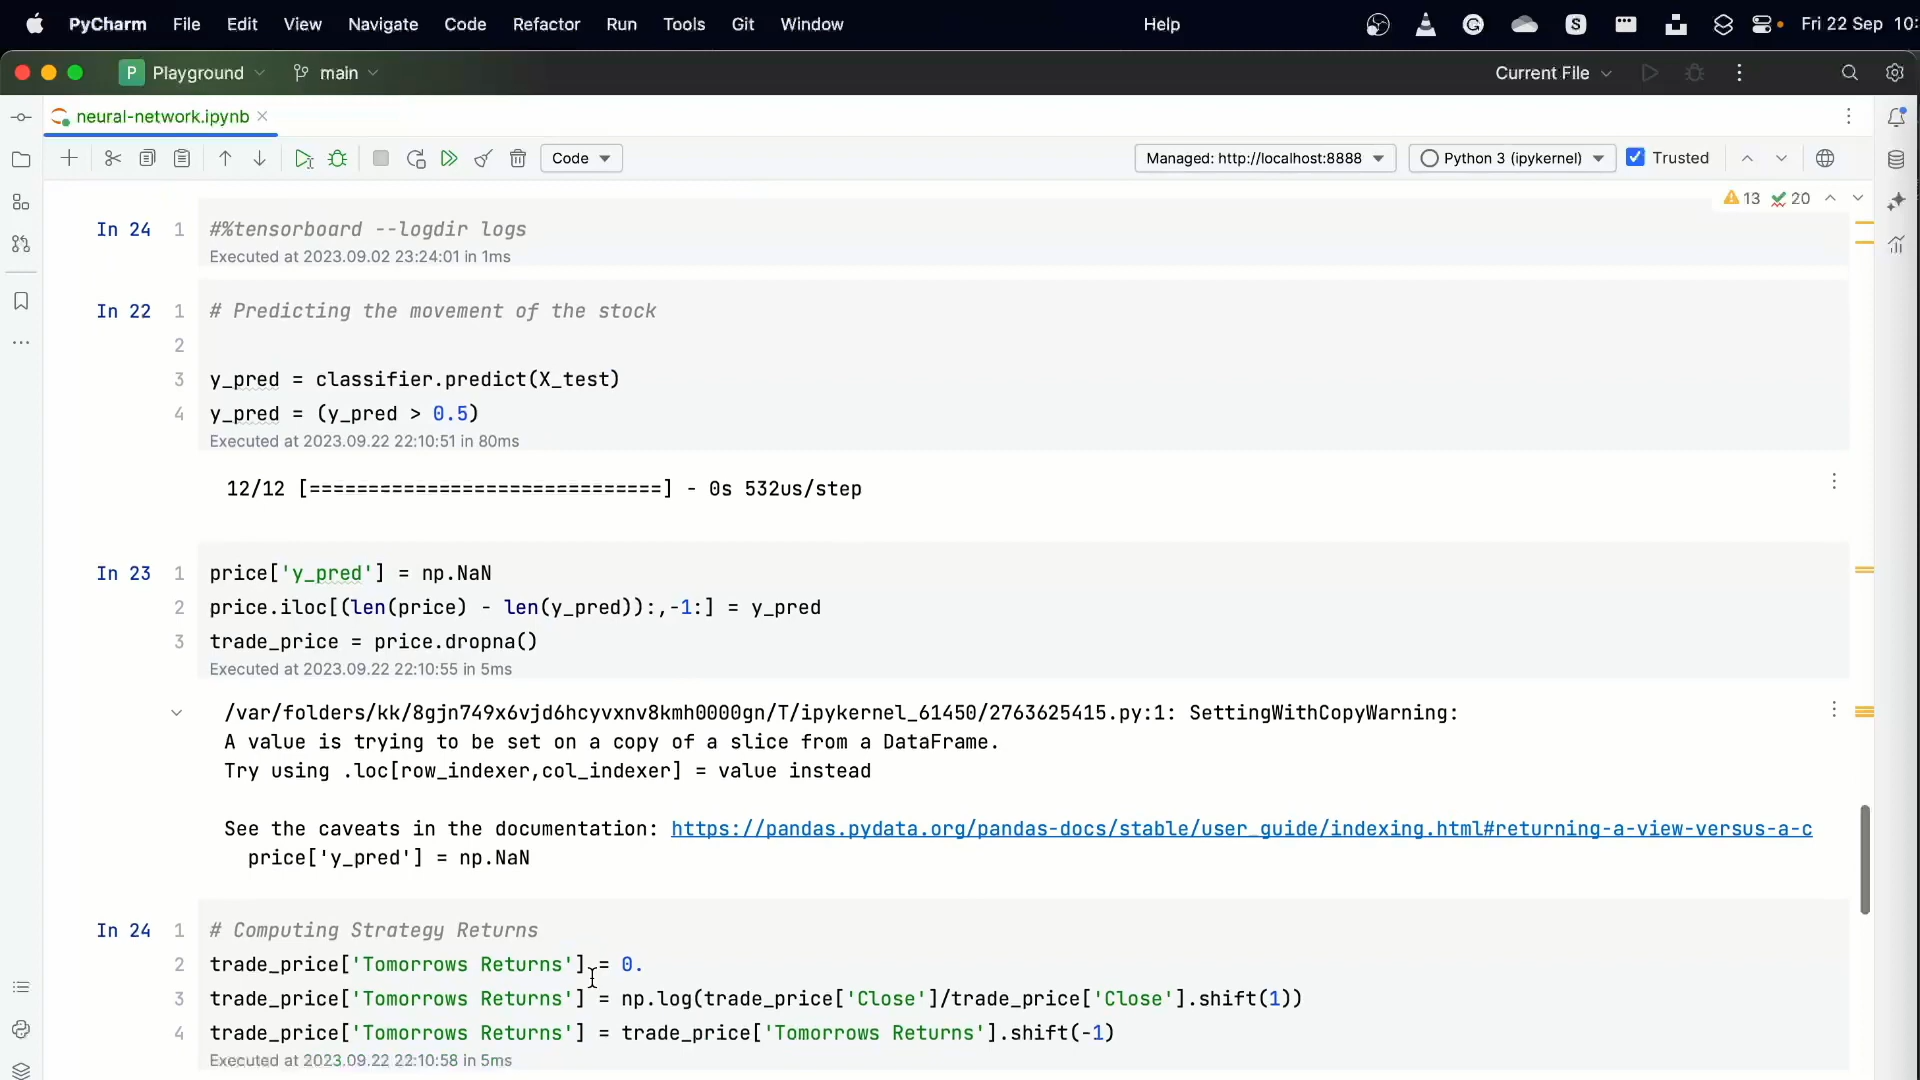 PyCharm File Edit View Navigate Code Refactor Run Tools Git Window Help S Fri 22 Sep 10:
P Playground main Current File
neural-network.ipynb
Code Managed: http://localhost:8888 Python 3 (ipykernel) Trusted
13 20
In 24 1 #%tensorboard --logdir logs
Executed at 2023.09.02 23:24:01 in 1ms
In 22 1 # Predicting the movement of the stock
2
3 y_pred = classifier.predict(X_test)
4 y_pred = (y_pred > 0.5)
Executed at 2023.09.22 22:10:51 in 80ms
12/12 [==============================] - 0s 532us/step
In 23 1 price['y_pred'] = np.NaN
2 price.iloc[(len(price) - len(y_pred)):,-1:] = y_pred
3 trade_price = price.dropna()
Executed at 2023.09.22 22:10:55 in 5ms
/var/folders/kk/8gjn749x6vjd6hcyvxnv8kmh0000gn/T/ipykernel_61450/2763625415.py:1: SettingWithCopyWarning:
A value is trying to be set on a copy of a slice from a DataFrame.
Try using .loc[row_indexer,col_indexer] = value instead
See the caveats in the documentation: https://pandas.pydata.org/pandas-docs/stable/user_guide/indexing.html#returning-a-view-versus-a-c
price['y_pred'] = np.NaN
In 24 1 # Computing Strategy Returns
2 trade_price['Tomorrows Returns'] = 0.
3 trade_price['Tomorrows Returns'] = np.log(trade_price['Close']/trade_price['Close'].shift(1))
4 trade_price['Tomorrows Returns'] = trade_price['Tomorrows Returns'].shift(-1)
Executed at 2023.09.22 22:10:58 in 5ms